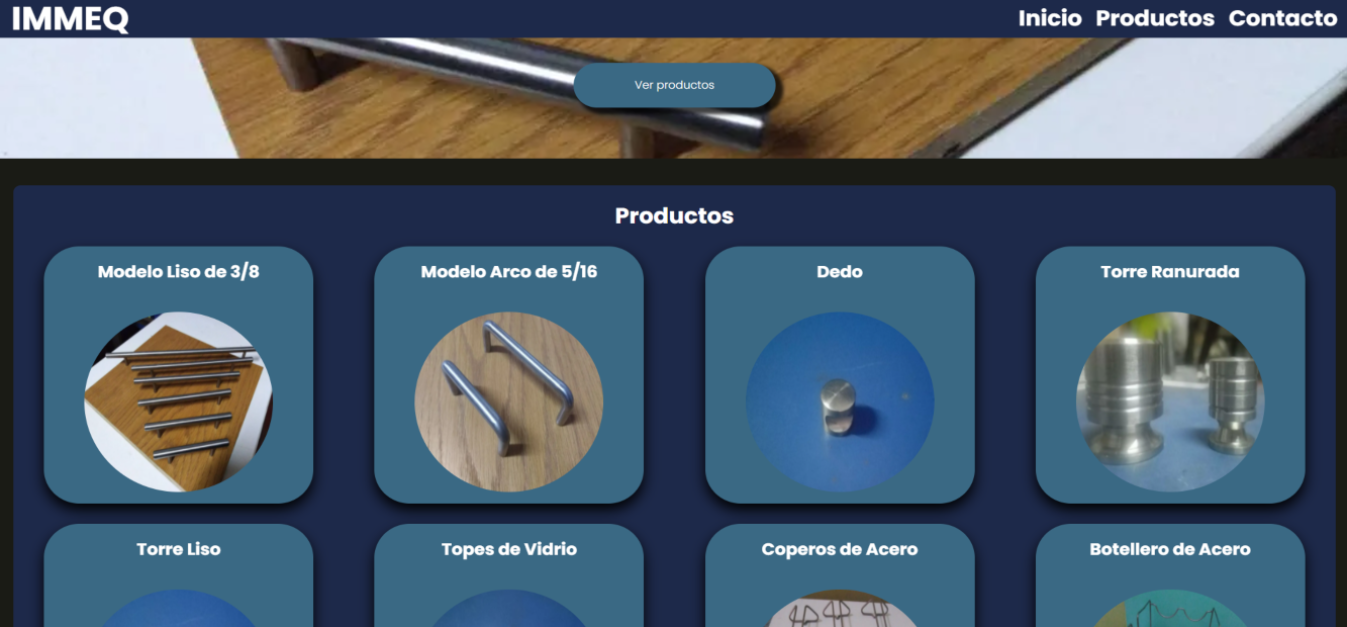 IMMEQ
Inicio Productos Contacto
Ver productos
Productos
Modelo Liso de 3/8
Modelo Arco de 5/16
Dedo
Torre Ranurada
Torre Liso
Topes de Vidrio
Coperos de Acero
Botellero de Acero